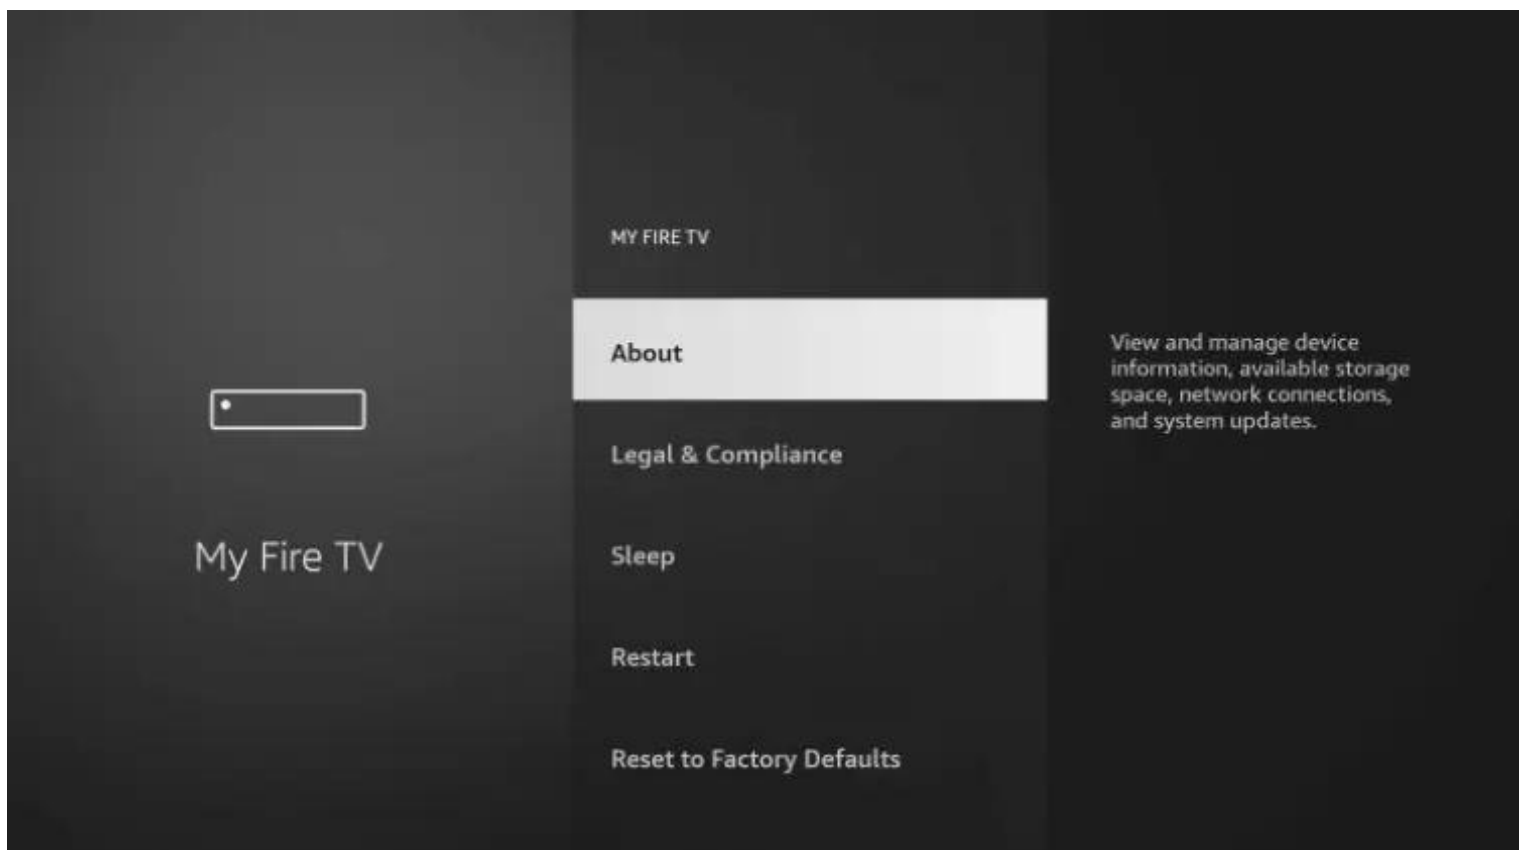 My Fire TV
MY FIRE TV
About
Legal & Compliance
Sleep
Restart
Reset to Factory Defaults
View and manage device
information, available storage
space, network connections,
and system updates.